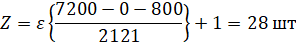 Z = ε{(7200 − 0 − 800)/2121} + 1 = 28 шт